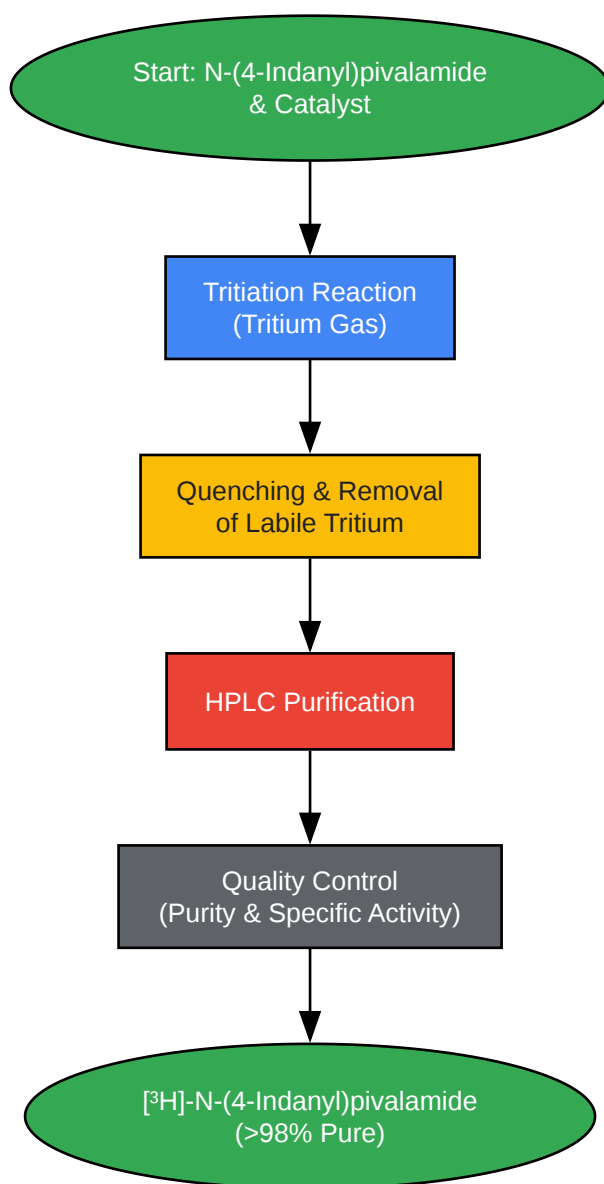 Start: N-(4-Indanyl)pivalamide
& Catalyst
Tritiation Reaction
(Tritium Gas)
Quenching & Removal
of Labile Tritium
HPLC Purification
Quality Control
(Purity & Specific Activity)
[³H]-N-(4-Indanyl)pivalamide
(>98% Pure)